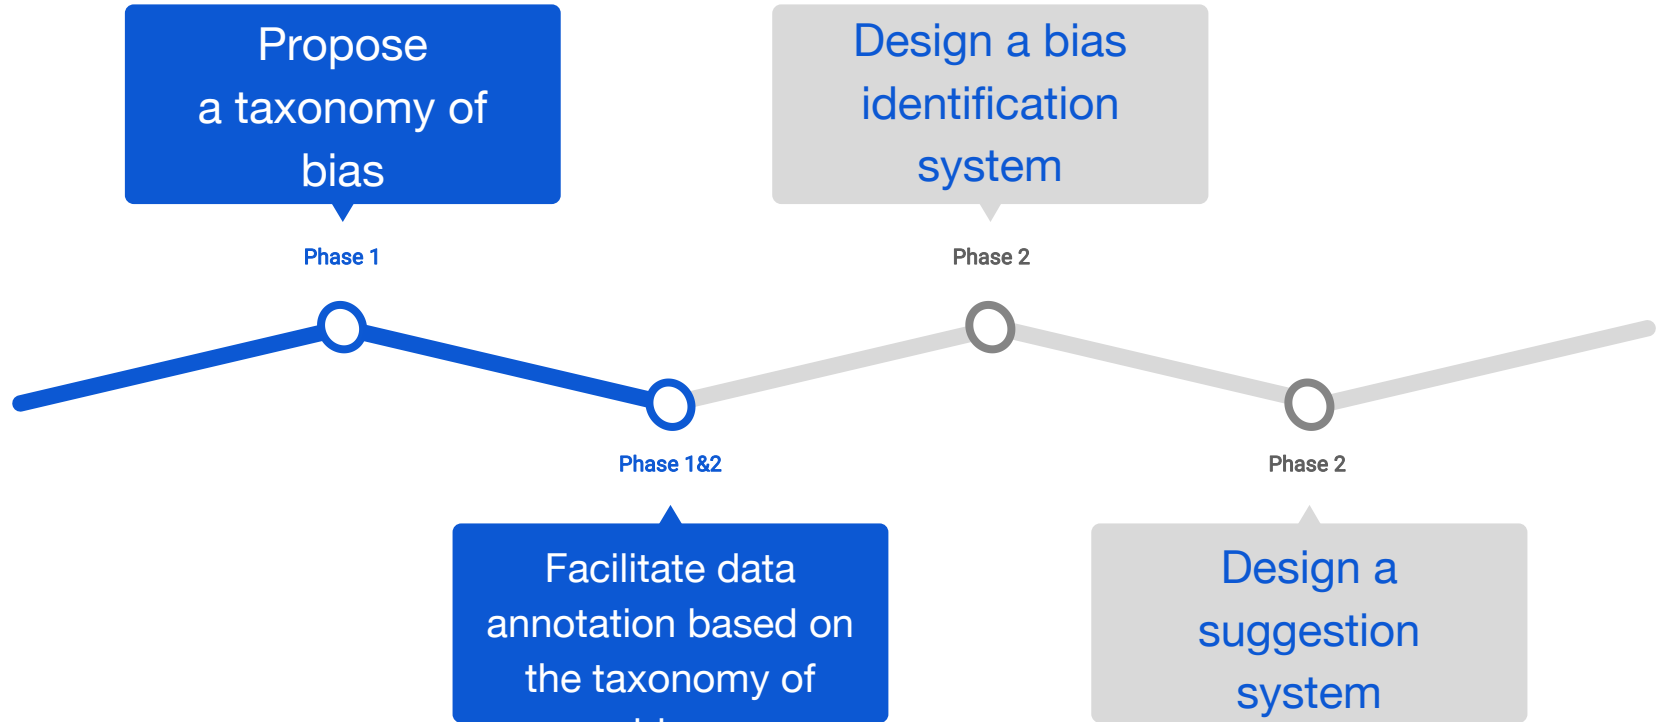 Propose
a taxonomy of
bias
Phase 1
Design a bias
identification
system
Phase 2
Phase 1&2
Facilitate data
annotation based on
the taxonomy of
Phase 2
Design a
suggestion
system